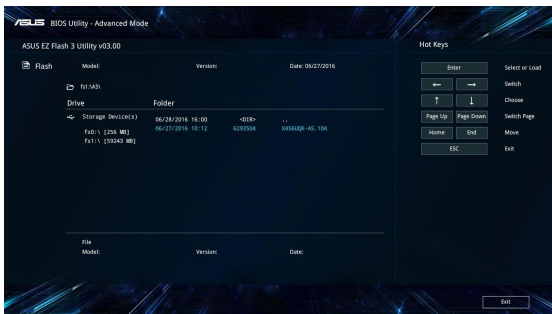 ASUS BIOS Utility - Advanced Mode
ASUS EZ Flash 3 Utility v03.00
Flash
Model: Version: Date: 06/27/2016
fs1:\AS\
Drive Folder
Storage Device(s)
fs0:\ [256 MB]
fs1:\ [59243 MB]
06/28/2016 16:00 <DIR> ..
06/27/2016 10:12 6293504 X456UQK-AS.104
File
Model: Version: Date:
Hot Keys
Enter Select or Load
← → Switch
↑ ↓ Choose
Page Up Page Down Switch Page
Home End Move
ESC Exit
Exit